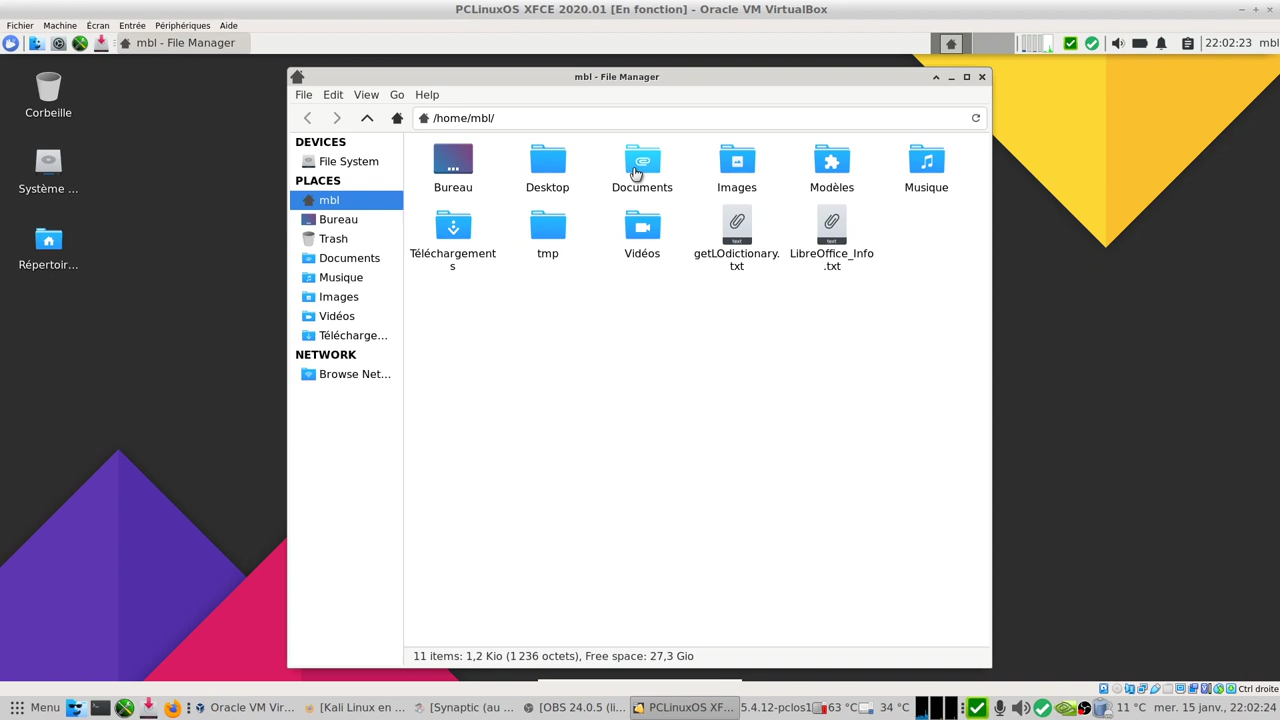 PCLinuxOS XFCE 2020.01 [En fonction] - Oracle VM VirtualBox
Fichier Machine Écran Entrée Périphériques Aide
mbl - File Manager
22:02:23 mbl
Corbeille
Système ...
Répertoir...
mbl - File Manager
File Edit View Go Help
/home/mbl/
DEVICES
File System
PLACES
mbl
Bureau
Trash
Documents
Musique
Images
Vidéos
Télécharge...
NETWORK
Browse Net...
Bureau Desktop Documents Images Modèles Musique
Téléchargement
s
tmp
Vidéos
getLOdictionary.
txt
LibreOffice_Info
.txt
text
text
11 items: 1,2 Kio (1 236 octets), Free space: 27,3 Gio
Ctrl droite
Menu Oracle VM Vir... [Kali Linux en ... [Synaptic (au ... [OBS 24.0.5 (li... PCLinuxOS XF... 5.4.12-pclos1 63 °C 34 °C 11 °C mer. 15 janv., 22:02:24